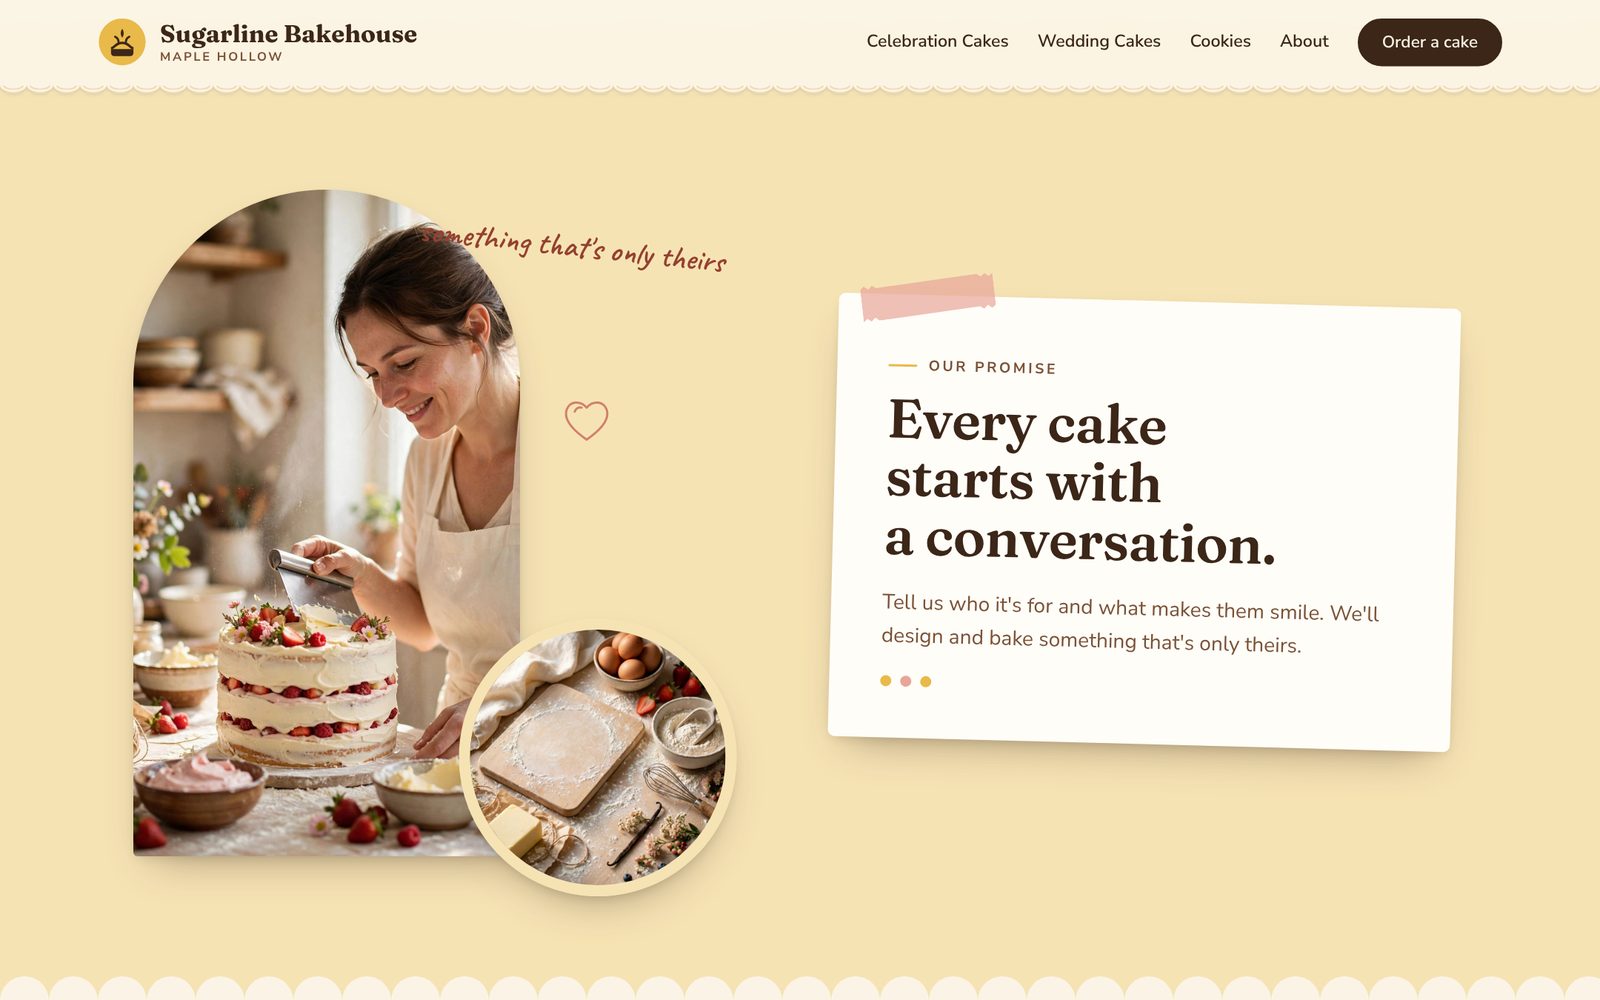 Sugarline Bakehouse
MAPLE HOLLOW
Celebration Cakes
Wedding Cakes
Cookies
About
Order a cake
something that's only theirs
OUR PROMISE
Every cake
starts with
a conversation.
Tell us who it's for and what makes them smile. We'll
design and bake something that's only theirs.